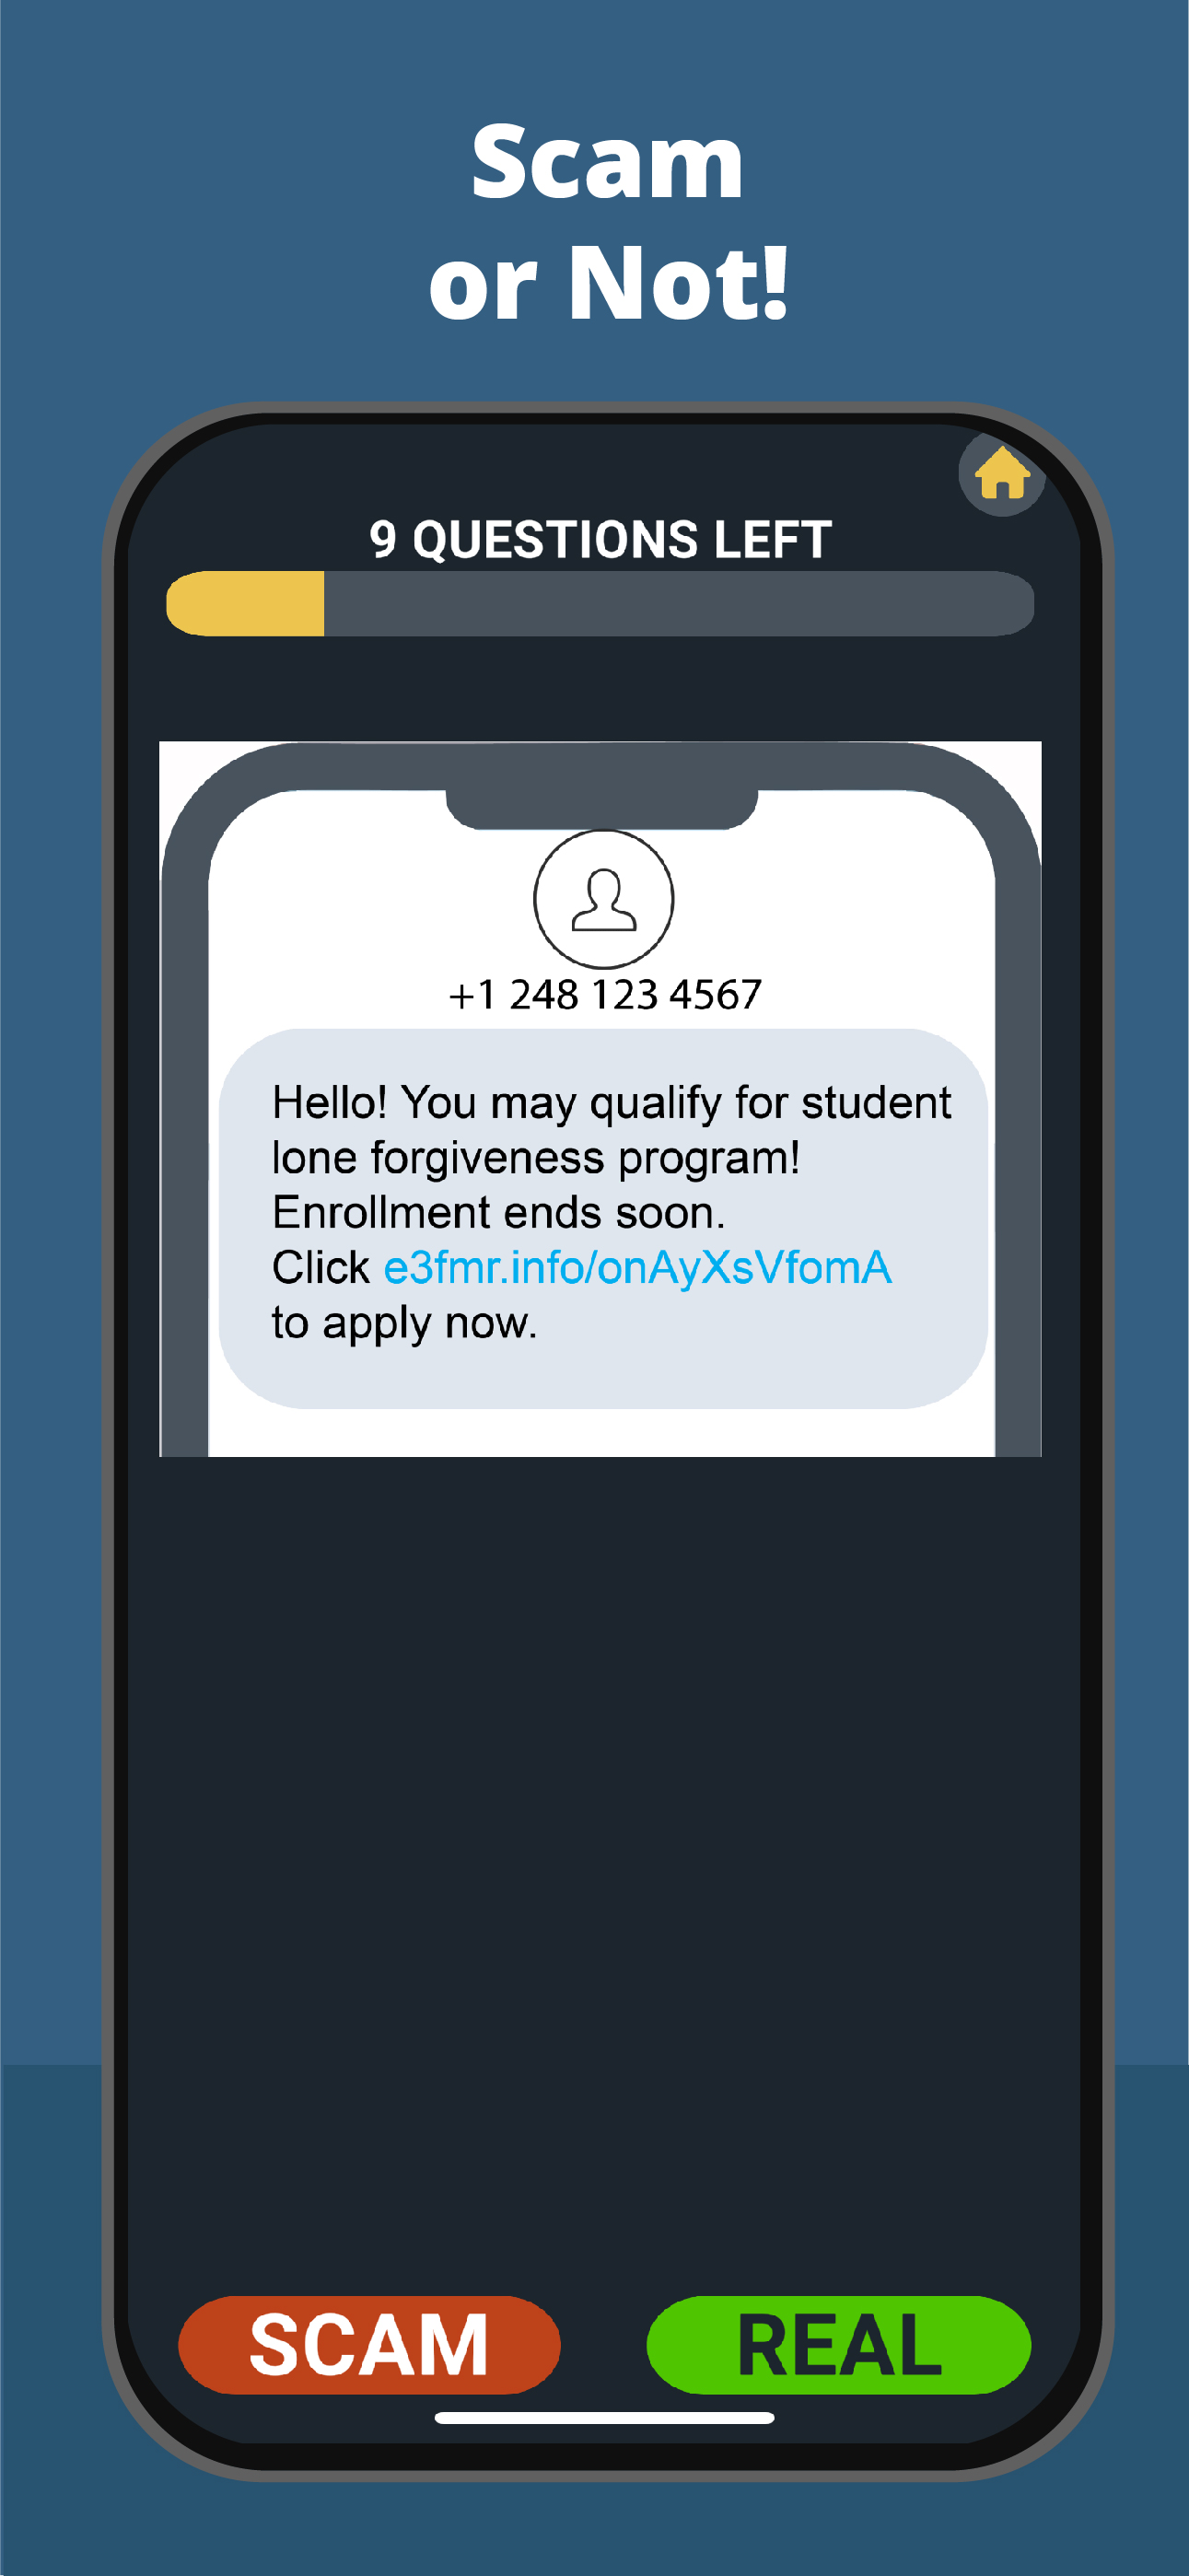 Scam
or Not!
9 QUESTIONS LEFT
+1 248 123 4567
Hello! You may qualify for student
lone forgiveness program!
Enrollment ends soon.
Click e3fmr.info/onAyXsVfomA
to apply now.
SCAM
REAL